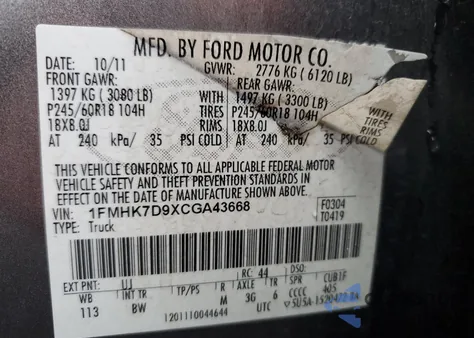 MFD. BY FORD MOTOR CO.
DATE: 10/11 GVWR: 2776 KG ( 6120 LB)
FRONT GAWR: REAR GAWR:
1397 KG ( 3080 LB) WITH 1497 KG ( 3300 LB) WITH
P245/60R18 104H TIRES P245/60R18 104H TIRES
18X8.0J RIMS 18X8.0J RIMS
AT 240 kPa/ 35 PSI COLD AT 240 kPa/ 35 PSI COLD
THIS VEHICLE CONFORMS TO ALL APPLICABLE FEDERAL MOTOR
VEHICLE SAFETY AND THEFT PREVENTION STANDARDS IN
EFFECT ON THE DATE OF MANUFACTURE SHOWN ABOVE.
VIN: 1FMHK7D9XCGA43668 F0304
TYPE: Truck T0419
EXT PNT: UJ RC: 44 DSO:
WB INT TR TP/PS R AXLE TR SPR CUB1F
113 BW M 3G 6 CCCC 405
1201110044644 UTC